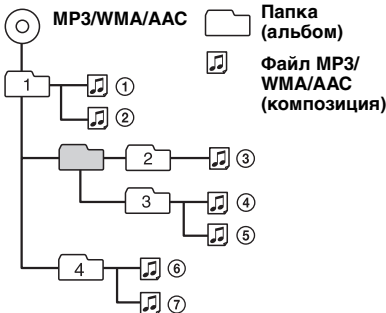 MP3/WMA/AAC
Папка
(альбом)
Файл MP3/
WMA/AAC
(композиция)
1
①
②
2
③
3
④
⑤
4
⑥
⑦